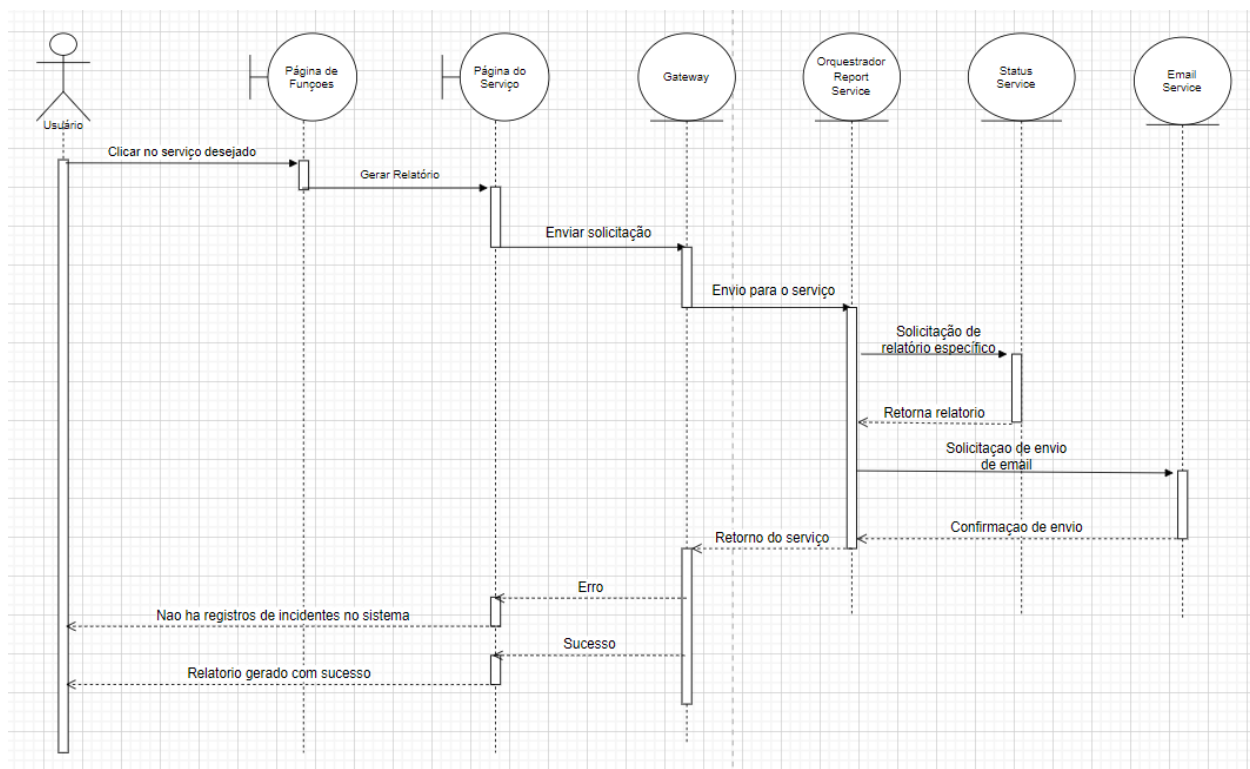 Usuário
Página de
Funçoes
Página do
Serviço
Gateway
Orquestrador
Report
Service
Status
Service
Email
Service
Clicar no serviço desejado
Gerar Relatório
Enviar solicitação
Envio para o serviço
Solicitação de
relatório específico
Retorna relatorio
Solicitaçao de envio
de email
Confirmaçao de envio
Retorno do serviço
Erro
Nao ha registros de incidentes no sistema
Sucesso
Relatorio gerado com sucesso